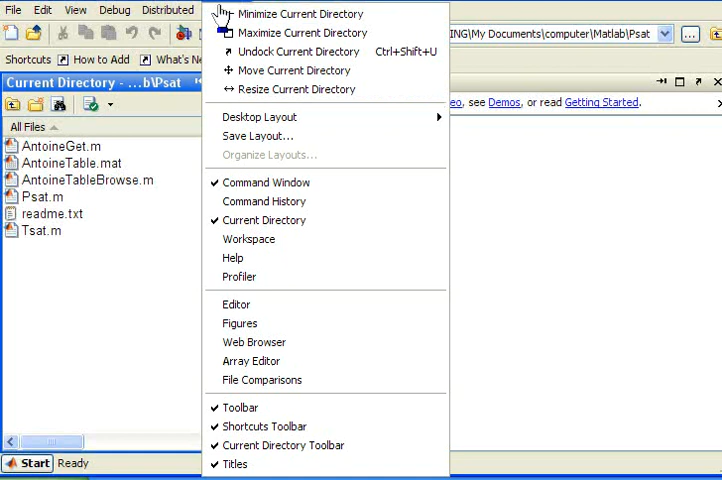 File Edit View Debug Distributed
ING\My Documents\computer\Matlab\Psat ...
Shortcuts How to Add What's Ne
Current Directory - ...b\Psat
eo, see Demos, or read Getting Started.
All Files
AntoineGet.m
AntoineTable.mat
AntoineTableBrowse.m
Psat.m
readme.txt
Tsat.m
Minimize Current Directory
Maximize Current Directory
Undock Current Directory Ctrl+Shift+U
Move Current Directory
Resize Current Directory
Desktop Layout
Save Layout...
Organize Layouts...
Command Window
Command History
Current Directory
Workspace
Help
Profiler
Editor
Figures
Web Browser
Array Editor
File Comparisons
Toolbar
Shortcuts Toolbar
Current Directory Toolbar
Titles
Start Ready